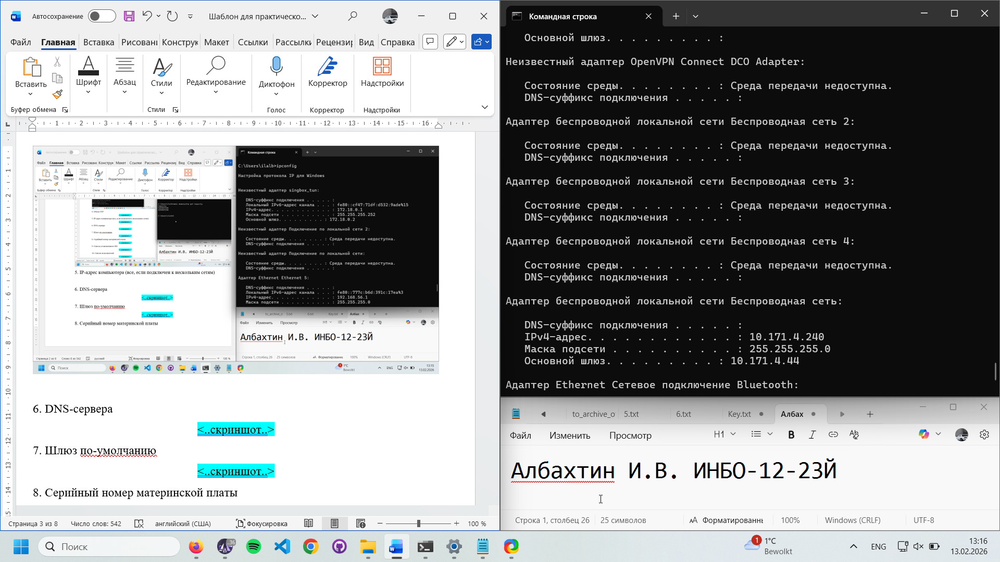 Автосохранение
Шаблон для практическо...
Файл Главная Вставка Рисовани Конструк Макет Ссылки Рассылки Рецензир Вид Справка
Вставить
Шрифт
Абзац
Стили
Редактирование
Диктофон
Корректор
Надстройки
Буфер обмена
Стили
Голос
Корректор
Надстройки
1 2 3 4 5 6 7 8 9 10 11 12 13 14 15 16
Командная строка
C:\Users\ilalb>ipconfig
Настройка протокола IP для Windows
Неизвестный адаптер singbox_tun:
DNS-суффикс подключения . . . . . :
Локальный IPv6-адрес канала . . . : fe80::cf47:71df:d532:9ade%15
IPv4-адрес. . . . . . . . . . . . : 172.18.0.1
Маска подсети . . . . . . . . . . : 255.255.255.252
Основной шлюз. . . . . . . . . : 172.18.0.2
Неизвестный адаптер Подключение по локальной сети 2:
Состояние среды. . . . . . . . : Среда передачи недоступна.
DNS-суффикс подключения . . . . . :
Неизвестный адаптер Подключение по локальной сети:
Состояние среды. . . . . . . . : Среда передачи недоступна.
DNS-суффикс подключения . . . . . :
Адаптер Ethernet Ethernet 5:
DNS-суффикс подключения . . . . . :
Локальный IPv6-адрес канала . . . : fe80::777c:b6d:391c:17ea%3
IPv4-адрес. . . . . . . . . . . . : 192.168.56.1
Маска подсети . . . . . . . . . . : 255.255.255.0
Албахтин И.В. ИНБО-12-23Й
5. IP-адрес компьютера (все, если подключен к нескольким сетям)
6. DNS-сервера
<..скриншот..>
7. Шлюз по-умолчанию
<..скриншот..>
8. Серийный номер материнской платы
Албахтин И.В. ИНБО-12-23Й
6. DNS-сервера
<..скриншот..>
7. Шлюз по-умолчанию
<..скриншот..>
8. Серийный номер материнской платы
Страница 3 из 8
Число слов: 542
английский (США)
Фокусировка
100 %
Командная строка
Основной шлюз. . . . . . . . . :
Неизвестный адаптер OpenVPN Connect DCO Adapter:
Состояние среды. . . . . . . . : Среда передачи недоступна.
DNS-суффикс подключения . . . . . :
Адаптер беспроводной локальной сети Беспроводная сеть 2:
Состояние среды. . . . . . . . : Среда передачи недоступна.
DNS-суффикс подключения . . . . . :
Адаптер беспроводной локальной сети Беспроводная сеть 3:
Состояние среды. . . . . . . . : Среда передачи недоступна.
DNS-суффикс подключения . . . . . :
Адаптер беспроводной локальной сети Беспроводная сеть 4:
Состояние среды. . . . . . . . : Среда передачи недоступна.
DNS-суффикс подключения . . . . . :
Адаптер беспроводной локальной сети Беспроводная сеть:
DNS-суффикс подключения . . . . . :
IPv4-адрес. . . . . . . . . . . . : 10.171.4.240
Маска подсети . . . . . . . . . . : 255.255.255.0
Основной шлюз. . . . . . . . . : 10.171.4.44
Адаптер Ethernet Сетевое подключение Bluetooth:
to_archive_o 5.txt 6.txt Key.txt Албах
Файл Изменить Просмотр H1 B I
Албахтин И.В. ИНБО-12-23Й
Строка 1, столбец 26
25 символов
Форматированнь
100%
Windows (CRLF)
UTF-8
Поиск
36
1
1°C
Bewolkt
ENG
13:16
13.02.2026